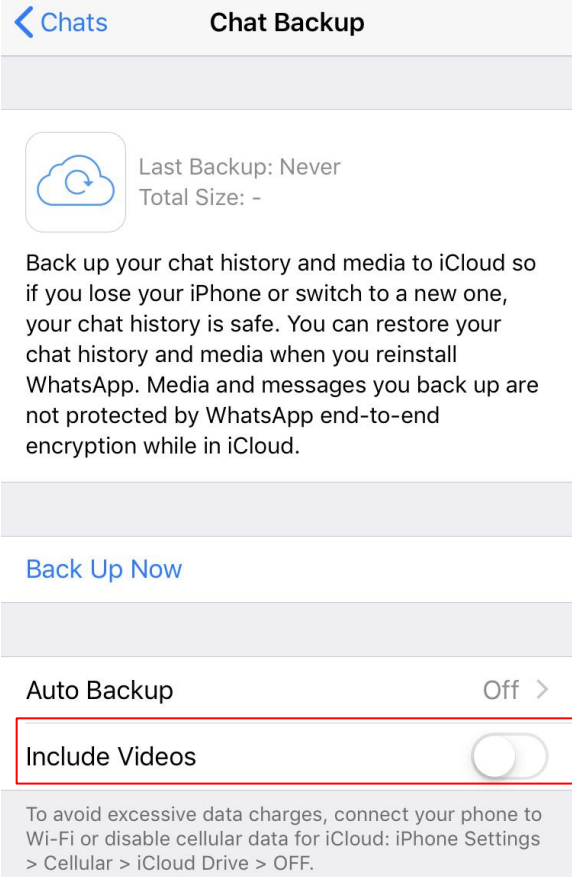 Chats
Chat Backup
Last Backup: Never
Total Size: -
Back up your chat history and media to iCloud so
if you lose your iPhone or switch to a new one,
your chat history is safe. You can restore your
chat history and media when you reinstall
WhatsApp. Media and messages you back up are
not protected by WhatsApp end-to-end
encryption while in iCloud.
Back Up Now
Auto Backup Off
Include Videos
To avoid excessive data charges, connect your phone to
Wi-Fi or disable cellular data for iCloud: iPhone Settings
> Cellular > iCloud Drive > OFF.